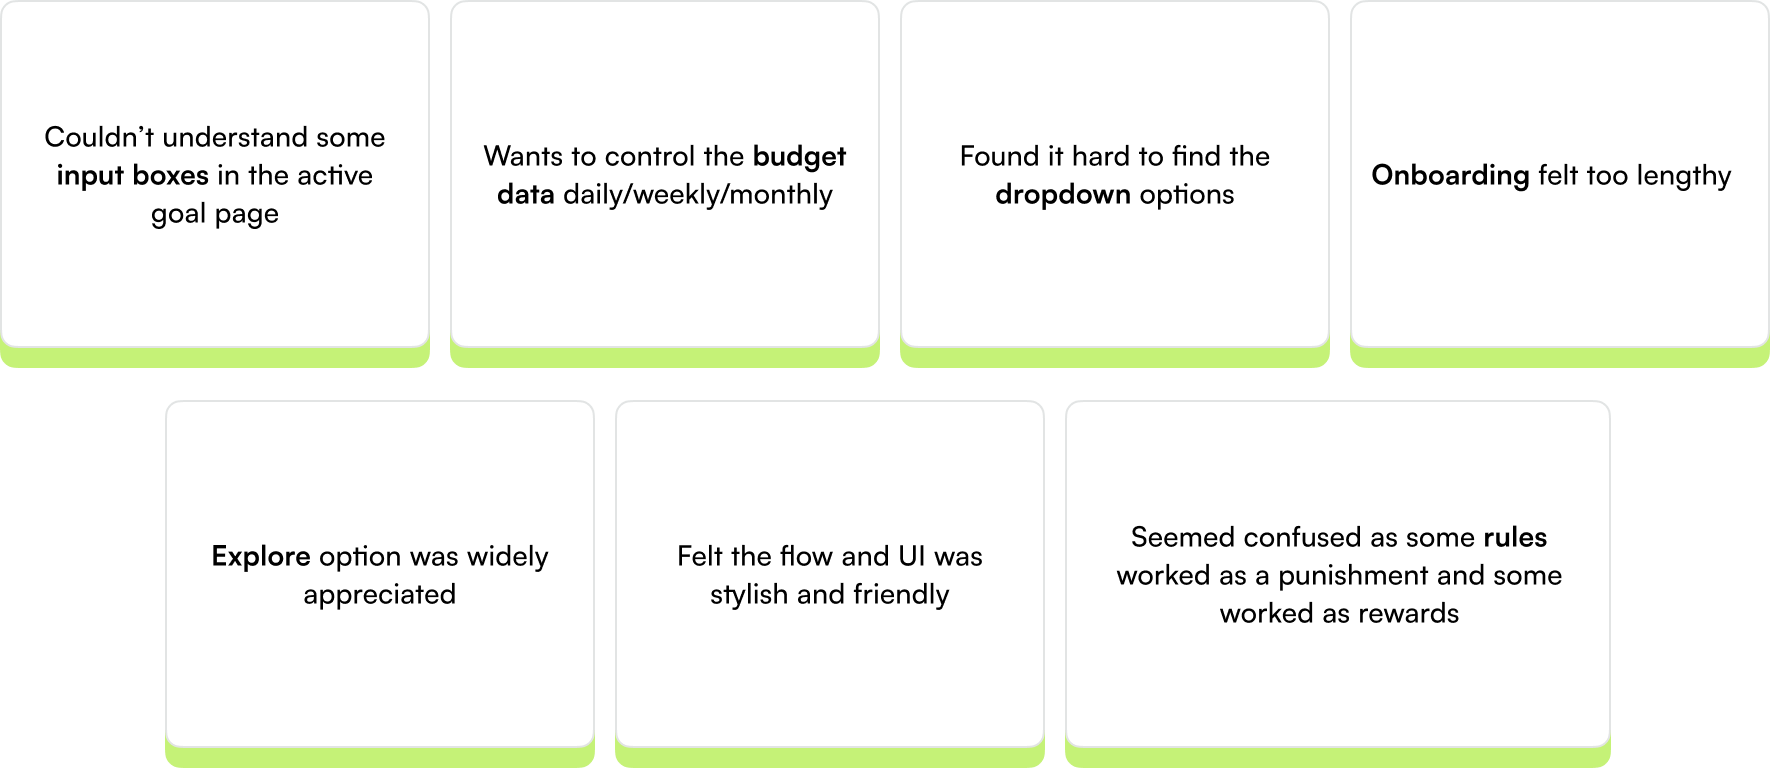 Couldn’t understand some
input boxes in the active
goal page
Wants to control the budget
data daily/weekly/monthly
Found it hard to find the
dropdown options
Onboarding felt too lengthy
Explore option was widely
appreciated
Felt the flow and UI was
stylish and friendly
Seemed confused as some rules
worked as a punishment and some
worked as rewards